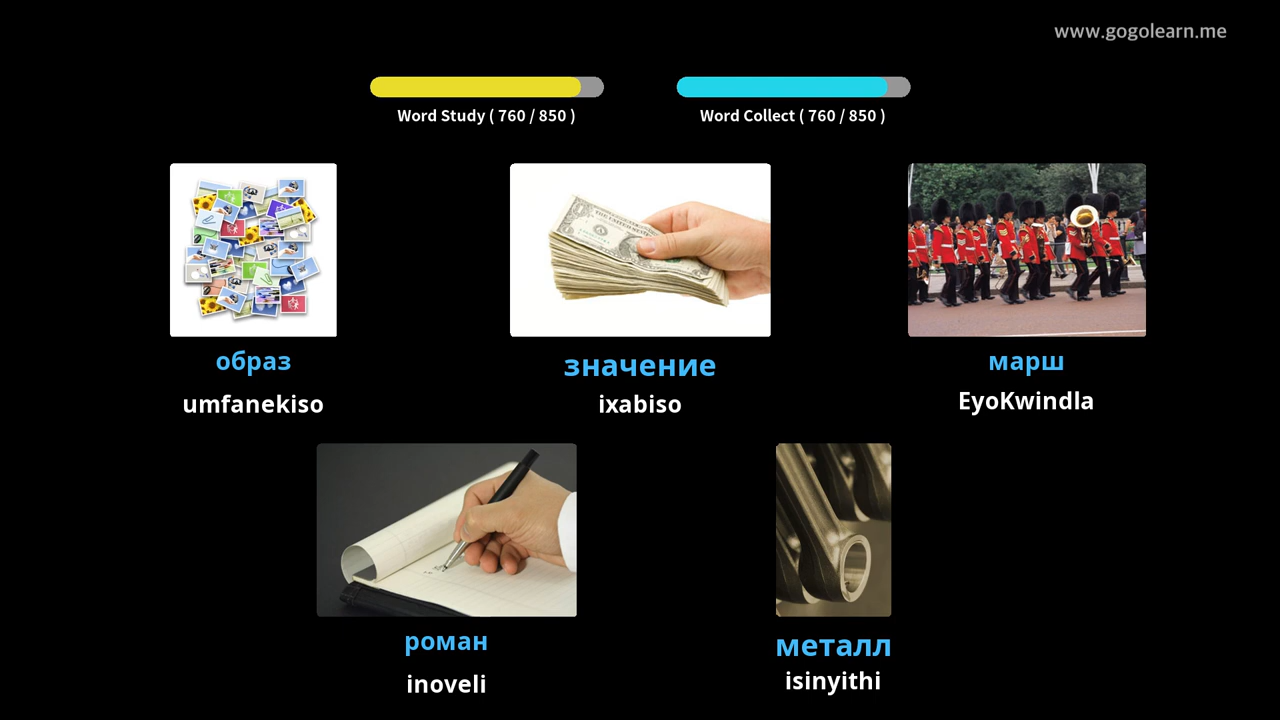 www.gogolearn.me
Word Study ( 760 / 850 )
Word Collect ( 760 / 850 )
образ
umfanekiso
значение
ixabiso
марш
EyoKwindla
роман
inoveli
металл
isinyithi